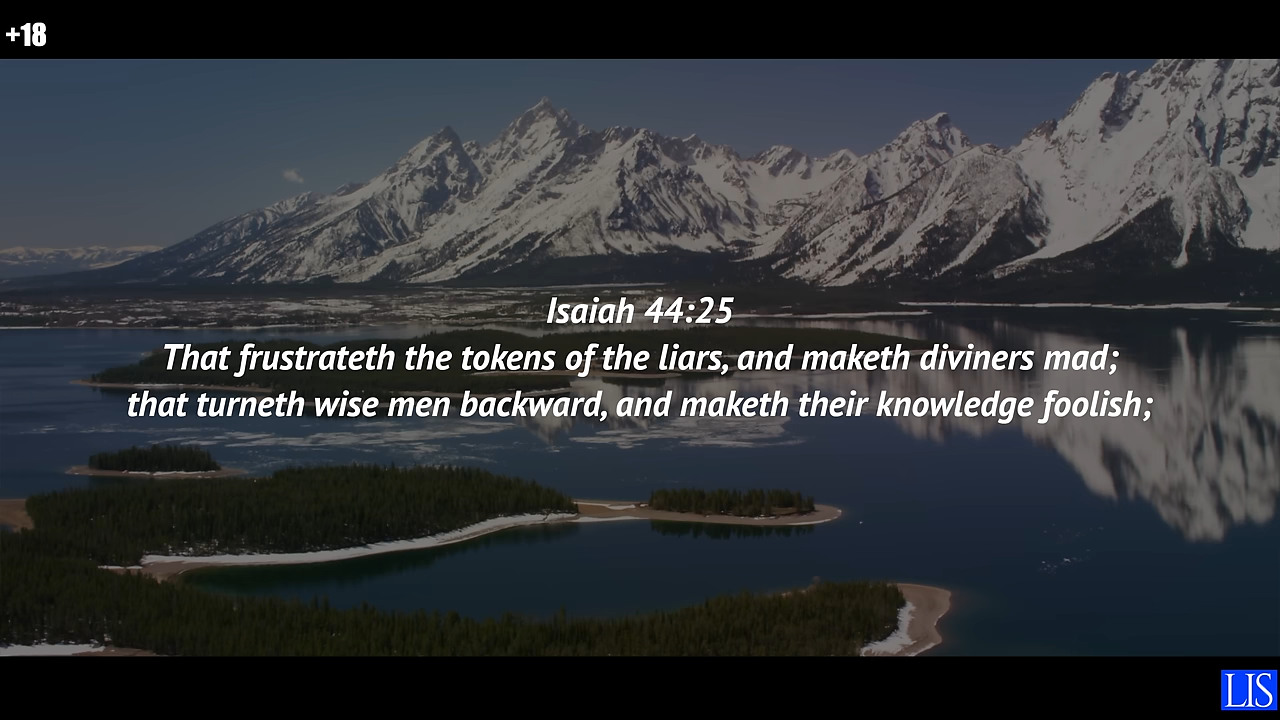 +18
Isaiah 44:25
That frustrateth the tokens of the liars, and maketh diviners mad;
that turneth wise men backward, and maketh their knowledge foolish;
LIS